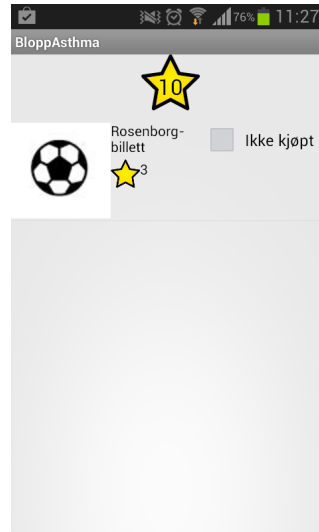 76% 11:27
BloppAsthma
10
Rosenborg-
billett
Ikke kjøpt
3